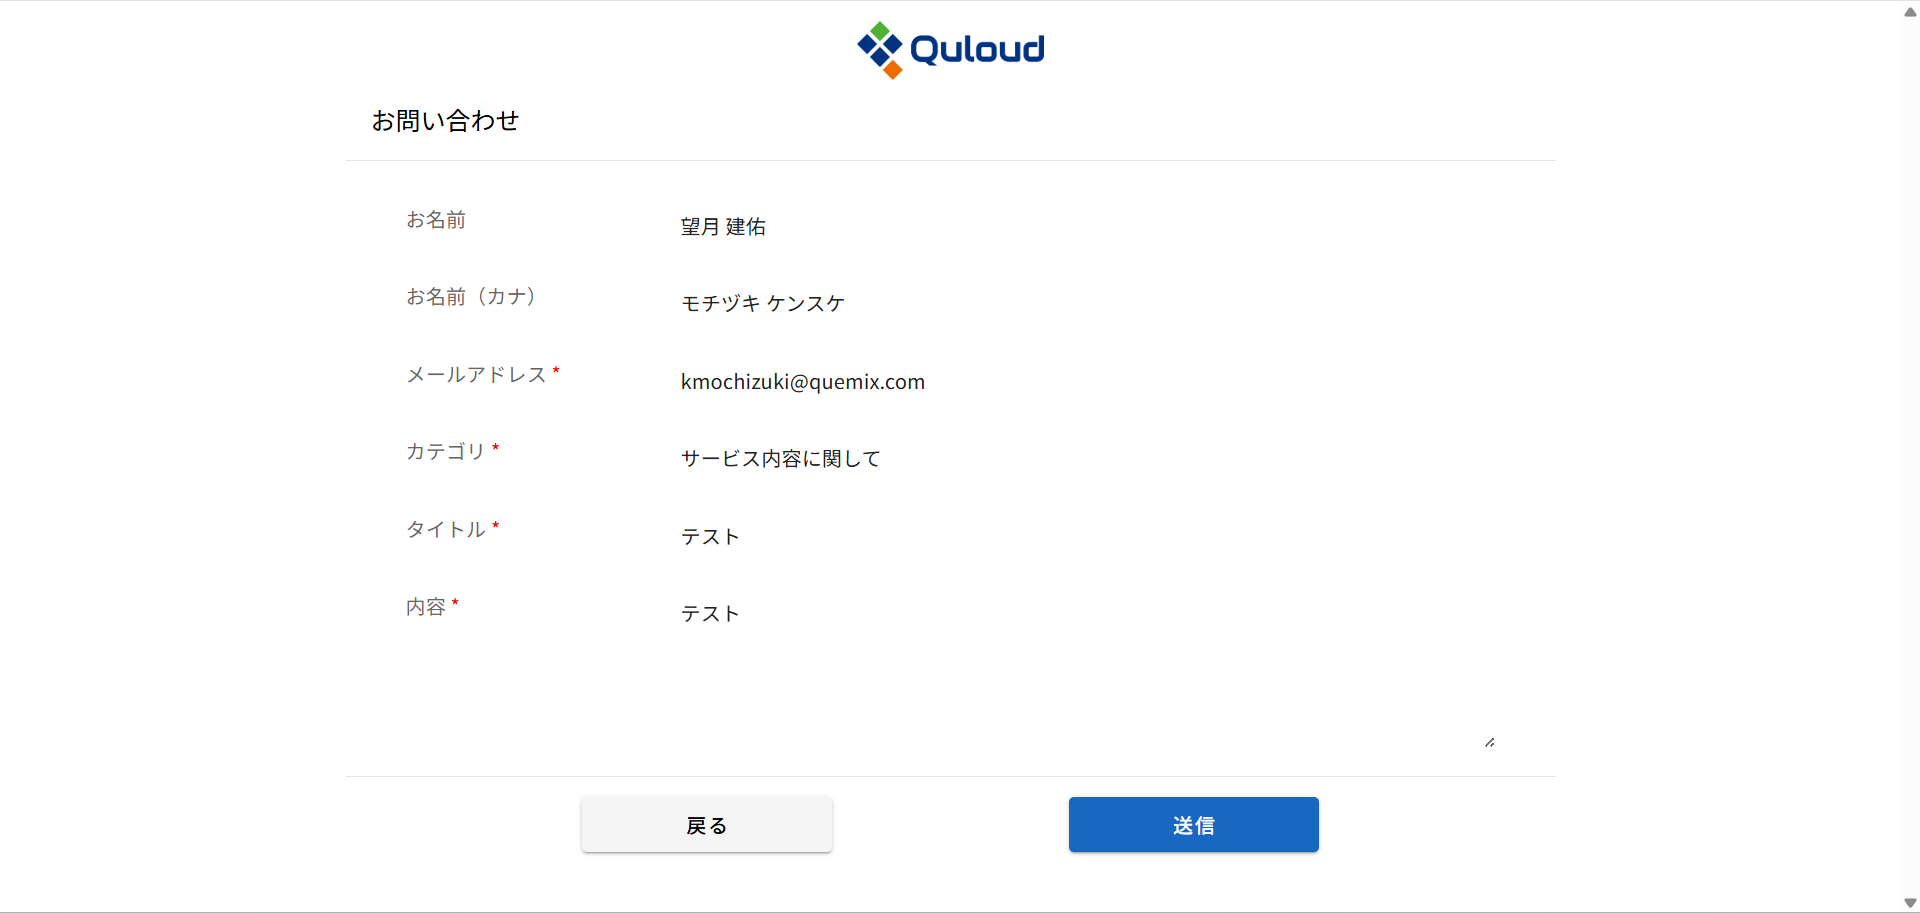 Quloud
お問い合わせ
お名前
望月 建佑
お名前（カナ）
モチヅキ ケンスケ
メールアドレス *
kmochizuki@quemix.com
カテゴリ *
サービス内容に関して
タイトル *
テスト
内容 *
テスト
戻る
送信